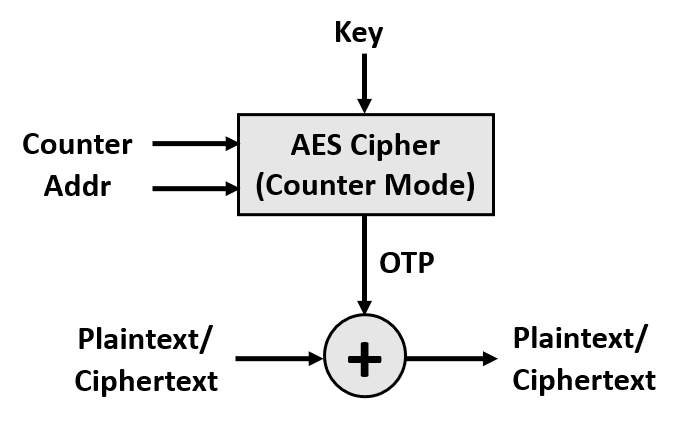 Key
Counter
Addr
AES Cipher
(Counter Mode)
OTP
Plaintext/
Ciphertext
+
Plaintext/
Ciphertext